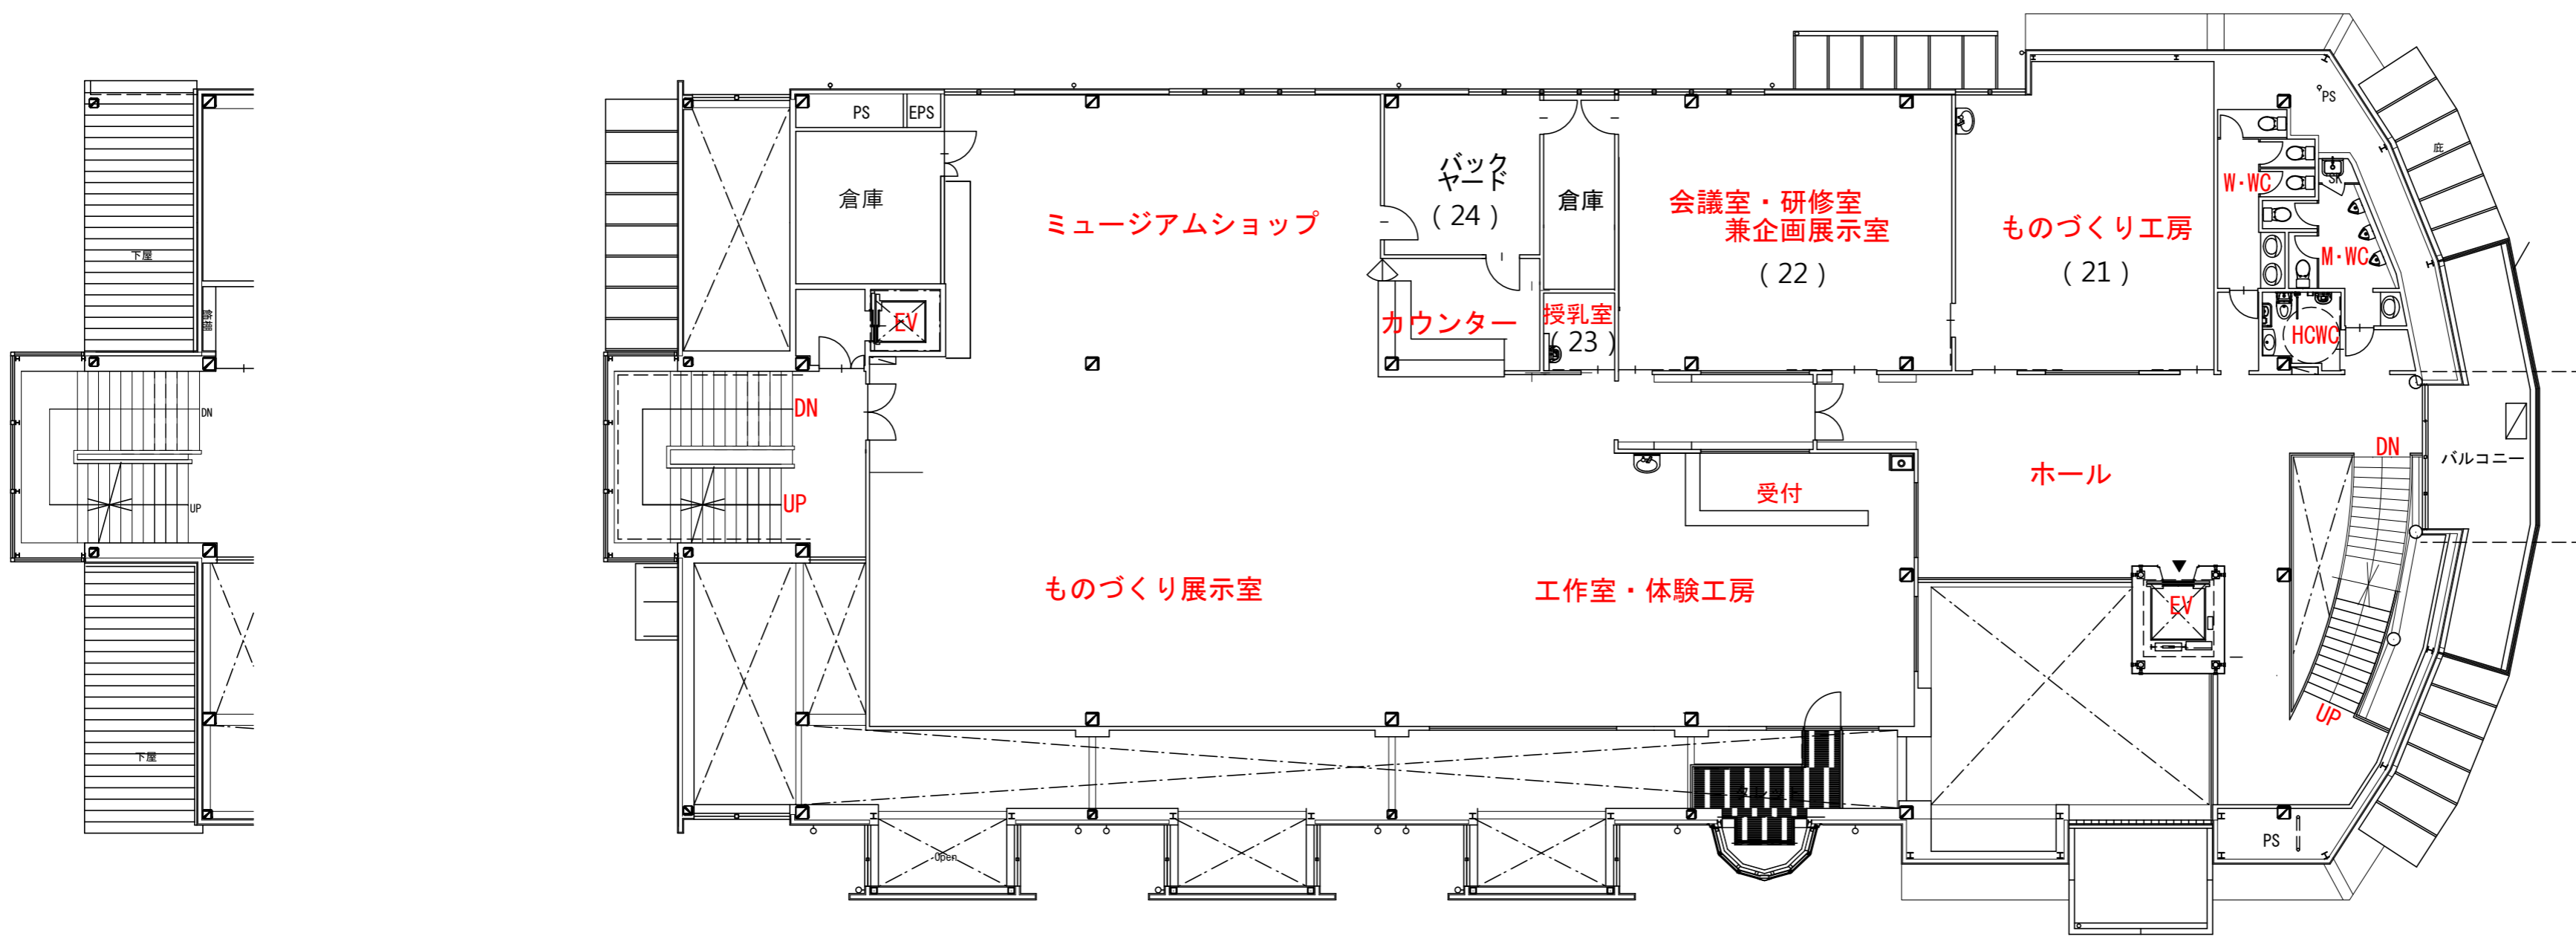 PS
EPS
PS
庇
バック
ヤード
(24)
倉庫
倉庫
会議室・研修室
兼企画展示室
(22)
ミュージアムショップ
ものづくり工房
(21)
W・WC
SK
M・WC
下屋
EV
カウンター
授乳室
(23)
HCWC
DN
DN
DN
バルコニー
ホール
受付
UP
UP
ものづくり展示室
工作室・体験工房
EV
UP
下屋
PS
Open